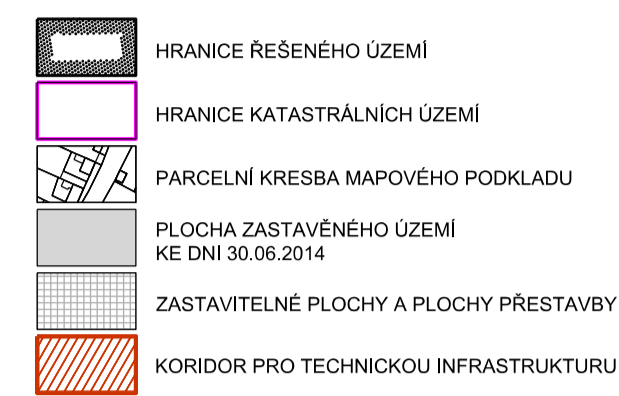 HRANICE ŘEŠENÉHO ÚZEMÍ
HRANICE KATASTRÁLNÍCH ÚZEMÍ
PARCELNÍ KRESBA MAPOVÉHO PODKLADU
PLOCHA ZASTAVĚNÉHO ÚZEMÍ
KE DNI 30.06.2014
ZASTAVITELNÉ PLOCHY A PLOCHY PŘESTAVBY
KORIDOR PRO TECHNICKOU INFRASTRUKTURU